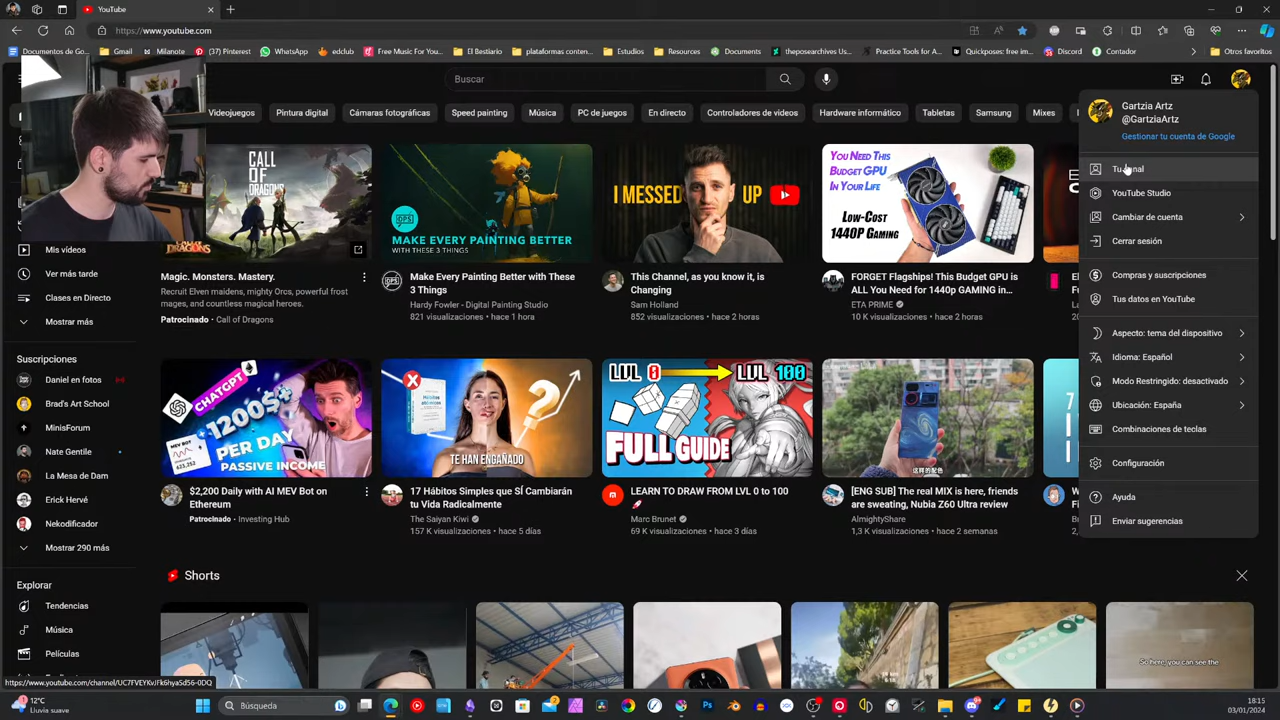 YouTube
https://www.youtube.com
Documentos de Go...
Gmail
Milanote
(37) Pinterest
WhatsApp
edclub
Free Music For You...
El Bestiario
plataformas conten...
Estudios
Resources
Documents
theposearchives.Us...
Practice Tools for A...
Quickposes: free im...
Discord
Contador
Otros favoritos
Buscar
Videojuegos
Pintura digital
Cámaras fotográficas
Speed painting
Música
PC de juegos
En directo
Controladores de vídeos
Hardware informático
Tabletas
Samsung
Mixes
Gartzia Artz
@GartziaArtz
Gestionar tu cuenta de Google
YouTube Studio
Cambiar de cuenta
Cerrar sesión
Compras y suscripciones
Tus datos en YouTube
Aspecto: tema del dispositivo
Idioma: Español
Modo Restringido: desactivado
Ubicación: España
Combinaciones de teclas
Configuración
Ayuda
Enviar sugerencias
Mis vídeos
Ver más tarde
Clases en Directo
Mostrar más
Suscripciones
Daniel en fotos
Brad's Art School
MinisForum
Nate Gentile
La Mesa de Dam
Erick Hervé
Nekodificador
Mostrar 290 más
Explorar
Tendencias
Música
Películas
CALL
OF
DRAGONS
Magic. Monsters. Mastery.
Recruit Elven maidens, mighty Oros, powerful frost
mages, and countless magical heroes.
Patrocinado · Call of Dragons
MAKE EVERY PAINTING BETTER
WITH THESE 3 THINGS
Make Every Painting Better with These
3 Things
Hardy Fowler - Digital Painting Studio
101 visualizaciones · hace 1 hora
I MESSED UP
This Channel, as you know it, is
Changing
Sam Holland
852 visualizaciones · hace 2 horas
YOU NEED THIS
BUDGET GPU
IN YOUR LIFE
LOW-COST
1440P GAMING
FORGET Flagships! This Budget GPU is
ALL You Need for 1440p GAMING in...
ETA PRIME
10 K visualizaciones · hace 2 horas
CHATGPT
1200$+
PER DAY
PASSIVE INCOME
$2,200 Daily with AI MEV Bot on
Ethereum
Patrocinado · Investing Hub
TE HAN ENGAÑADO
17 Hábitos Simples que SÍ Cambiarán
tu Vida Radicalmente
The Saiyan Kiwi
157 K visualizaciones · hace 5 días
LVL 0 LVL 100
FULL GUIDE
LEARN TO DRAW FROM LVL 0 to 100
Marc Brunet
69 K visualizaciones · hace 3 días
这样的配色
[ENG SUB] The real MIX is here, friends
are sweating, Nubia Z60 Ultra review
AlmightyShare
1,3 K visualizaciones · hace 2 semanas
Shorts
So here, you can see the
12°C
Lluvia suave
Búsqueda
18:15
03/01/2024